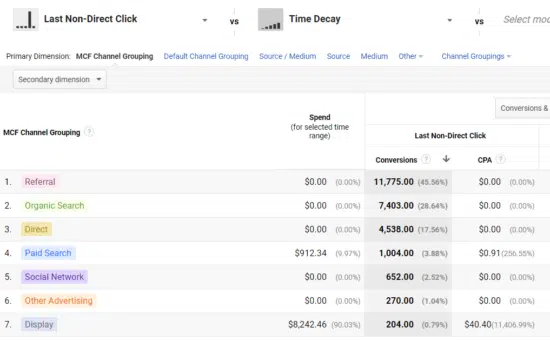 Last Non-Direct Click vs Time Decay vs Select mod
Primary Dimension: MCF Channel Grouping Default Channel Grouping Source / Medium Source Medium Other Channel Groupings
Secondary dimension
Conversions &
MCF Channel Grouping ? Spend
(for selected time
range)
Last Non-Direct Click
Conversions ? CPA ?
1. Referral $0.00 (0.00%) 11,775.00 (45.56%) $0.00 (0.00%)
2. Organic Search $0.00 (0.00%) 7,403.00 (28.64%) $0.00 (0.00%)
3. Direct $0.00 (0.00%) 4,538.00 (17.56%) $0.00 (0.00%)
4. Paid Search $912.34 (9.97%) 1,004.00 (3.88%) $0.91 (256.55%)
5. Social Network $0.00 (0.00%) 652.00 (2.52%) $0.00 (0.00%)
6. Other Advertising $0.00 (0.00%) 270.00 (1.04%) $0.00 (0.00%)
7. Display $8,242.46 (90.03%) 204.00 (0.79%) $40.40 (11,406.99%)